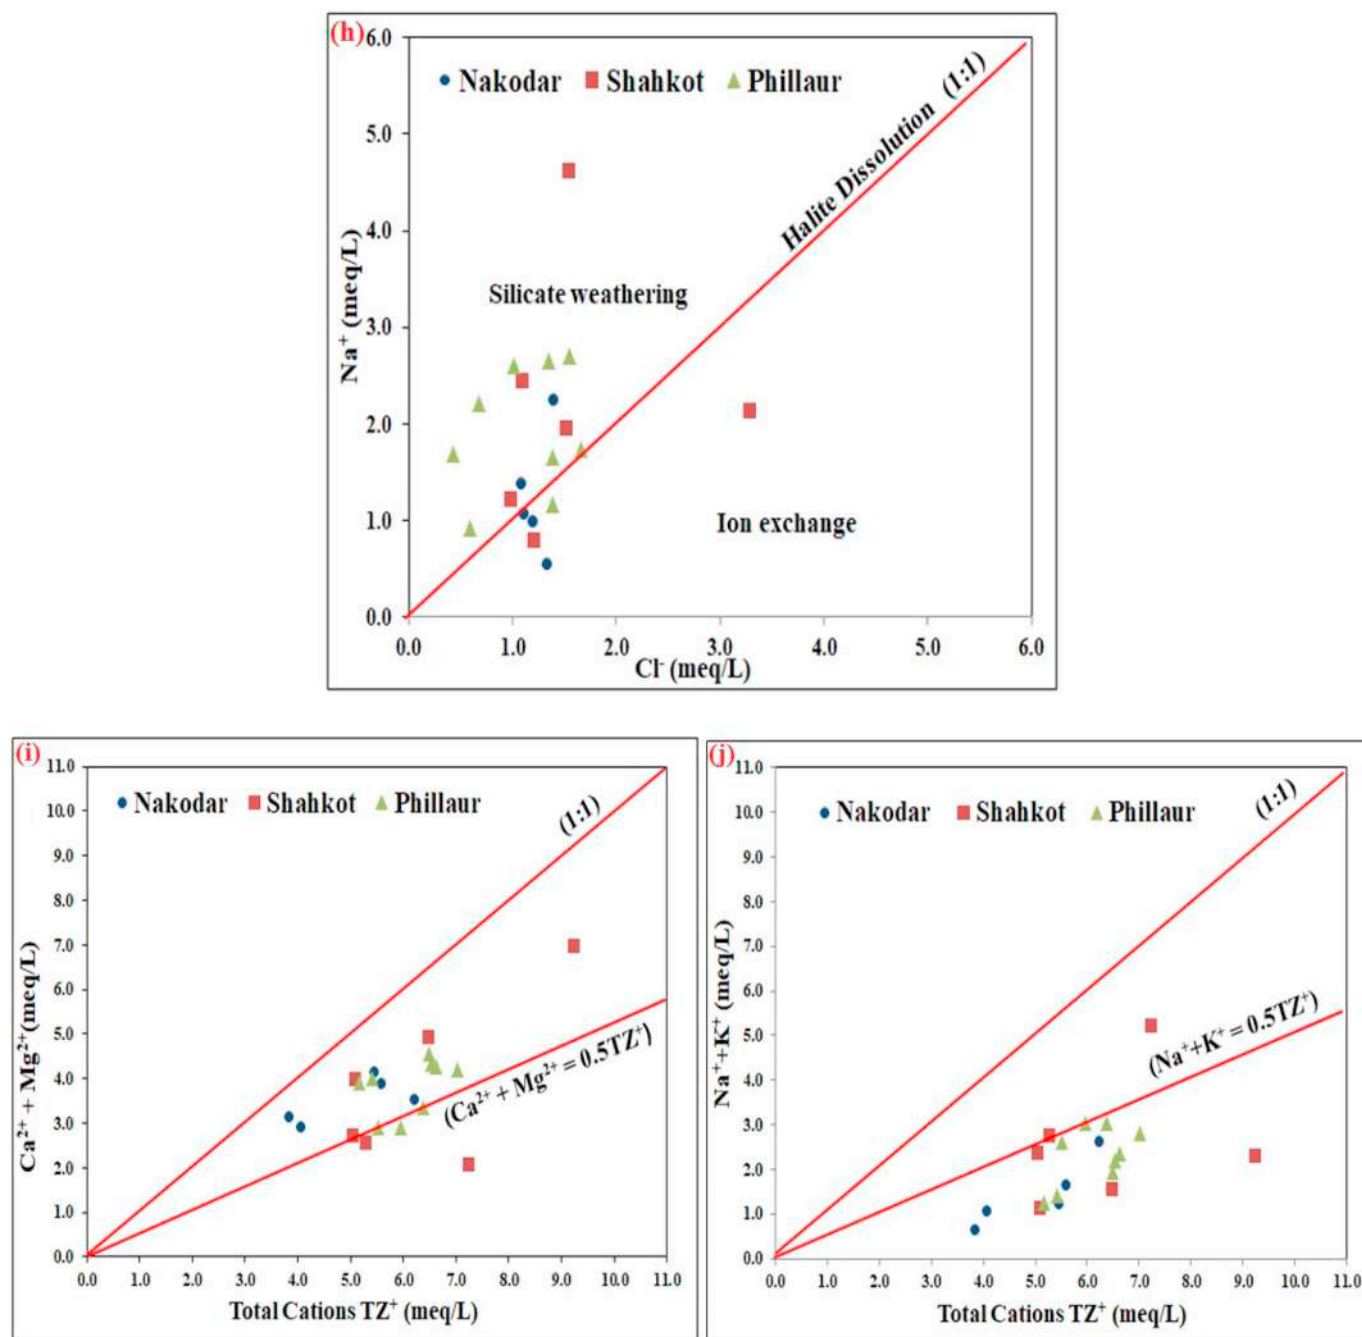 (h)
6.0
Nakodar Shahkot Phillaur
Halite Dissolution (1:1)
5.0
4.0
Silicate weathering
3.0
2.0
Ion exchange
1.0
0.0
Na⁺ (meq/L)
0.0 1.0 2.0 3.0 4.0 5.0 6.0
Cl⁻ (meq/L)
(i)
11.0
Nakodar Shahkot Phillaur
(1:1)
10.0
9.0
8.0
7.0
6.0
5.0
4.0
3.0
2.0
1.0
0.0
(Ca²⁺ + Mg²⁺ = 0.5TZ⁺)
Ca²⁺ + Mg²⁺(meq/L)
0.0 1.0 2.0 3.0 4.0 5.0 6.0 7.0 8.0 9.0 10.0 11.0
Total Cations TZ⁺ (meq/L)
(j)
11.0
Nakodar Shahkot Phillaur
(1:1)
10.0
9.0
8.0
7.0
6.0
5.0
4.0
3.0
2.0
1.0
0.0
(Na⁺+K⁺ = 0.5TZ⁺)
Na⁺+K⁺ (meq/L)
0.0 1.0 2.0 3.0 4.0 5.0 6.0 7.0 8.0 9.0 10.0 11.0
Total Cations TZ⁺ (meq/L)